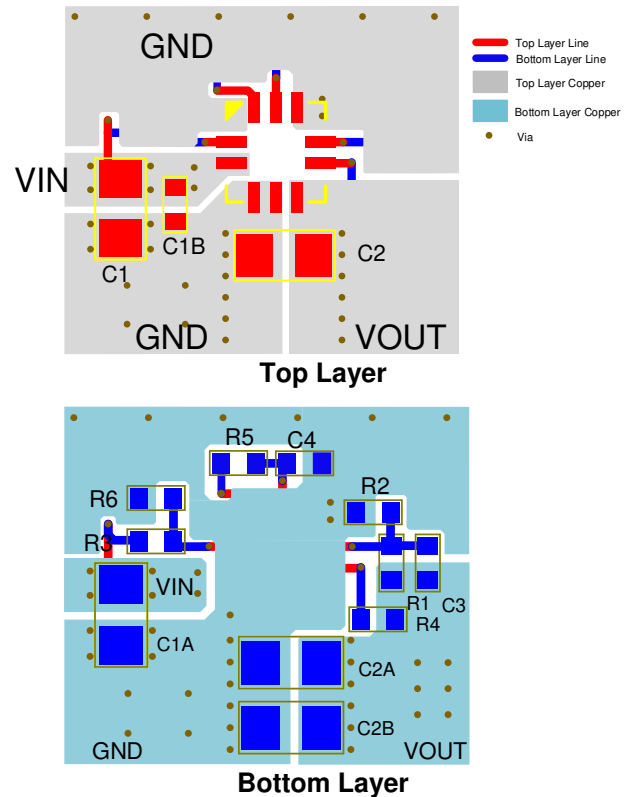 GND
Top Layer Line
Bottom Layer Line
Top Layer Copper
Bottom Layer Copper
Via
VIN
C1
C1B
C2
GND
VOUT
Top Layer
R5
C4
R6
R2
R3
VIN
R1
C3
R4
C1A
C2A
C2B
GND
VOUT
Bottom Layer